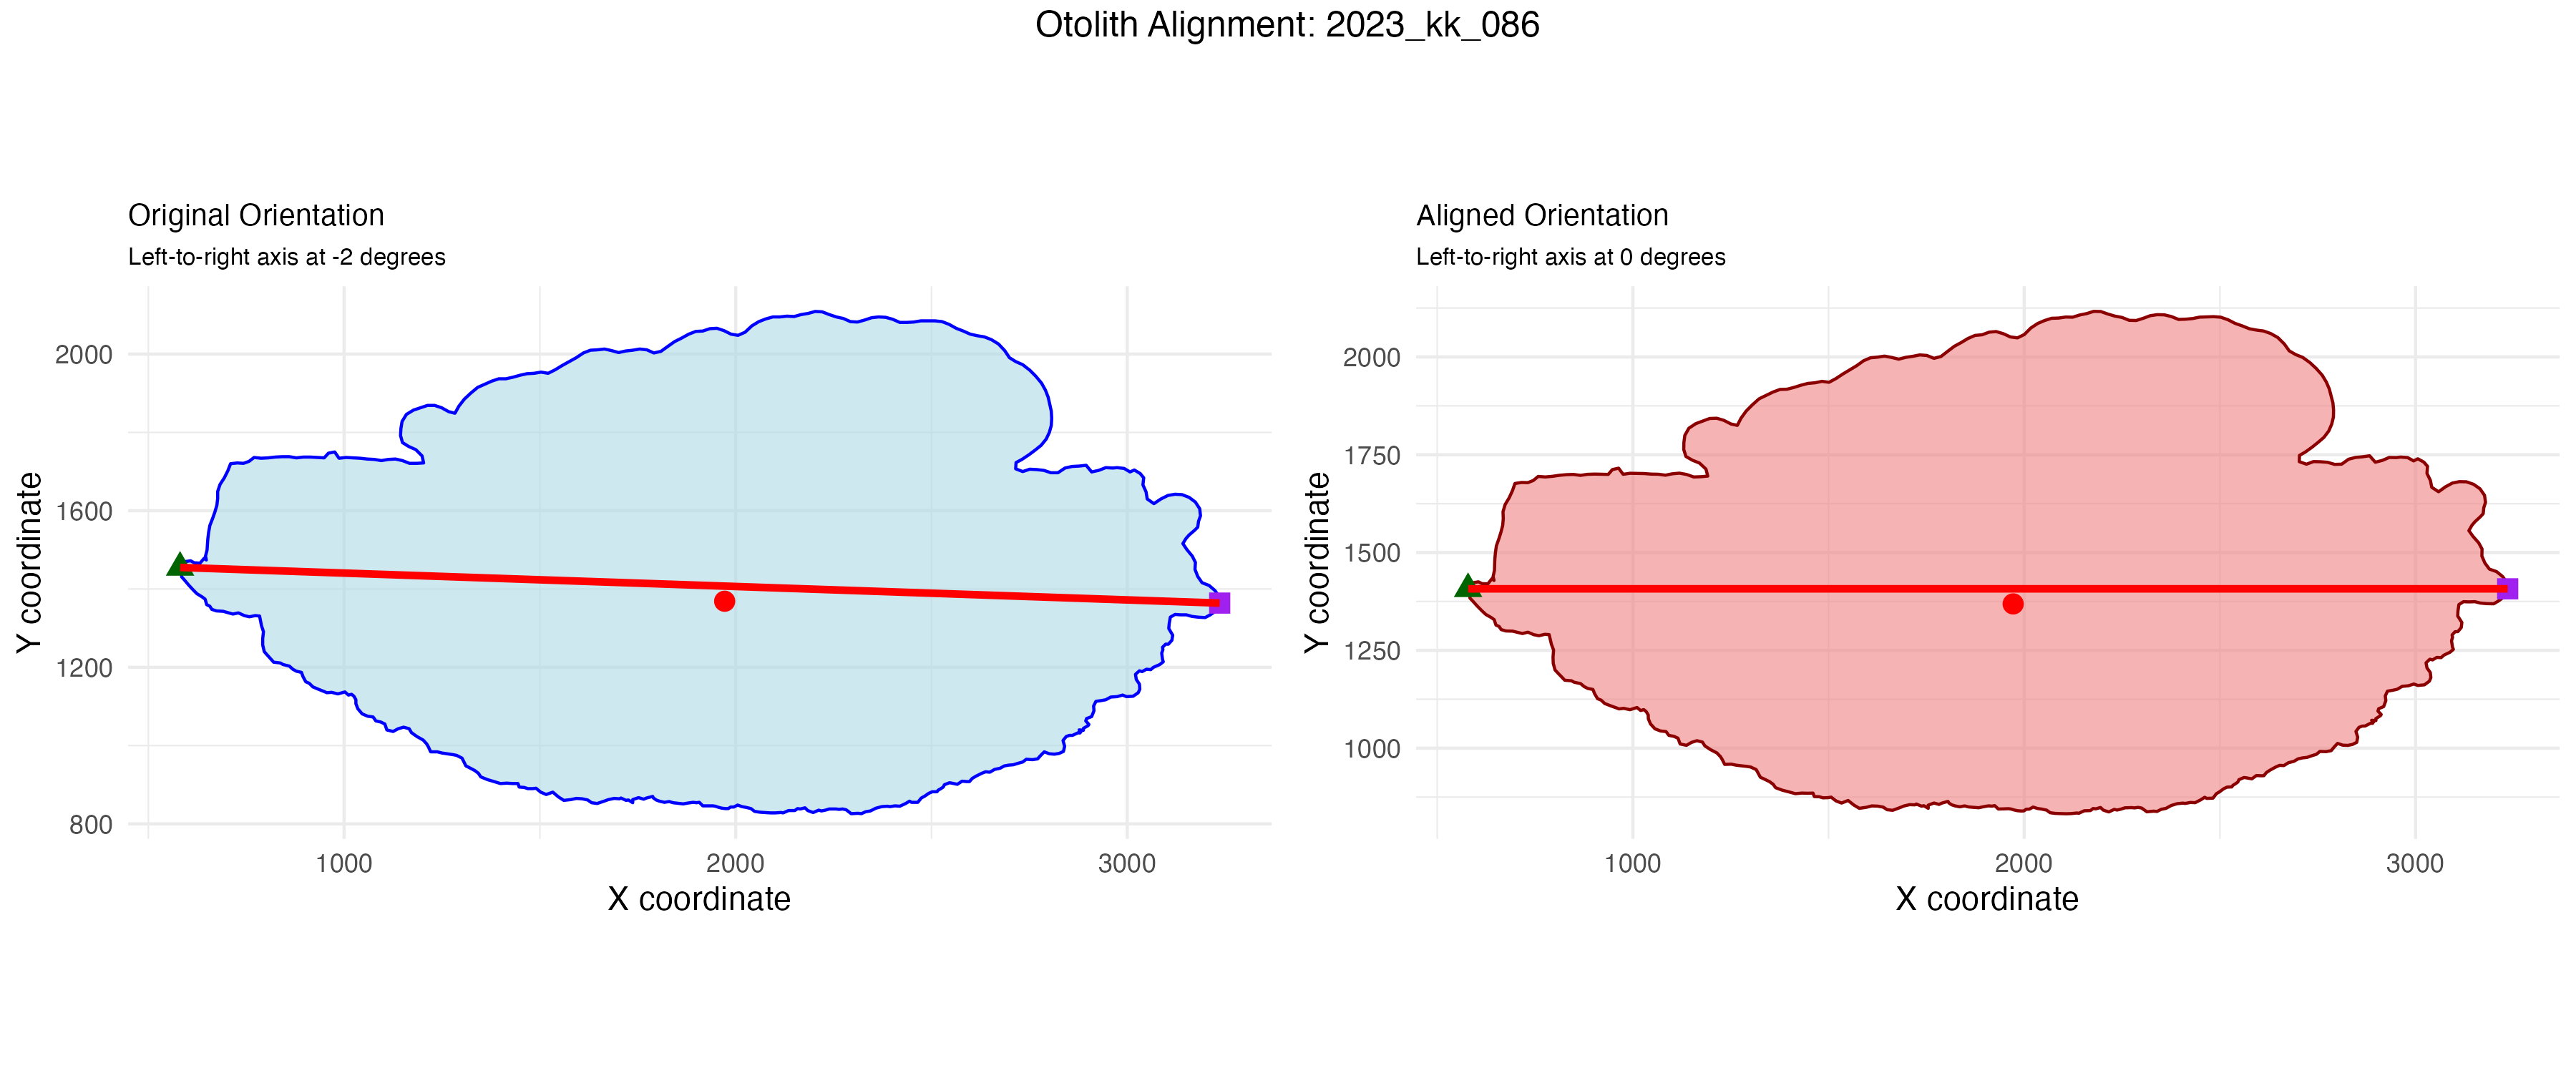 Otolith Alignment: 2023_kk_086
Original Orientation
Left-to-right axis at -2 degrees
2000
1600
1200
800
Y coordinate
1000
2000
3000
X coordinate
Aligned Orientation
Left-to-right axis at 0 degrees
2000
1750
1500
1250
1000
Y coordinate
1000
2000
3000
X coordinate